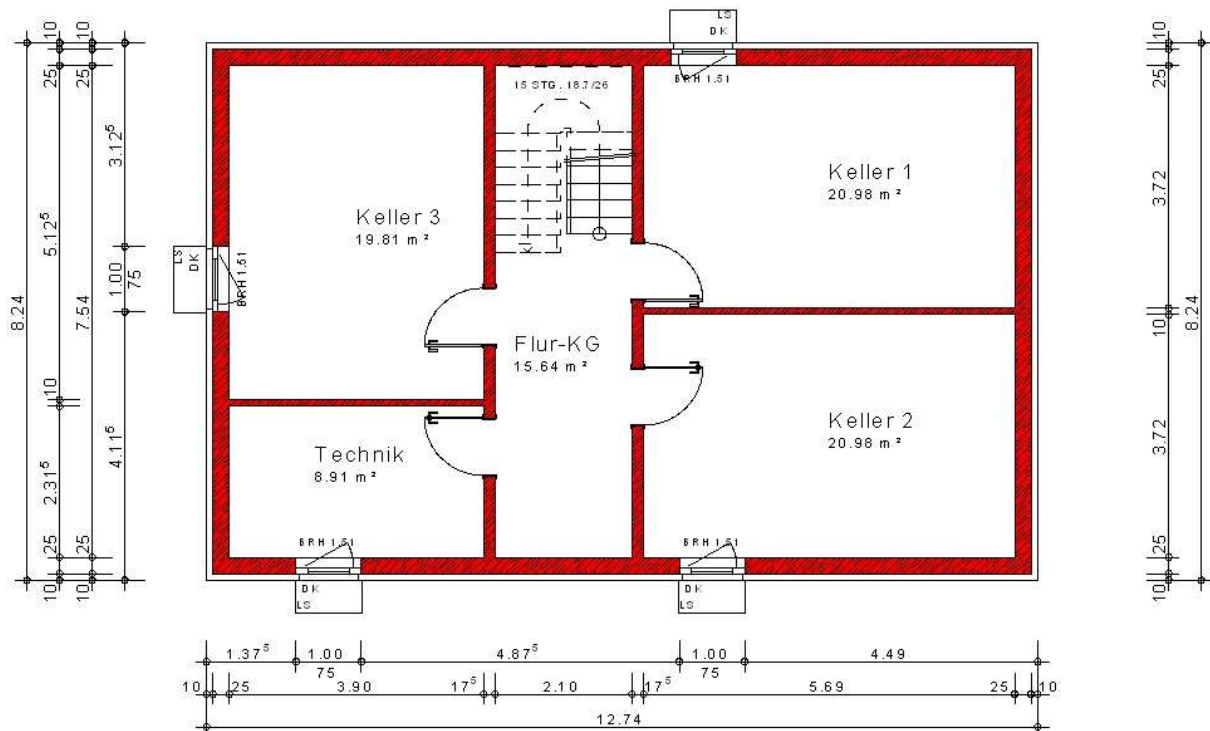 LS
DK
BRH 1.51
15 STG. 18.7/26
Keller 1
20.98 m²
Keller 3
19.81 m²
LS
DK
BRH 1.51
Flur-KG
15.64 m²
Keller 2
20.98 m²
Technik
8.91 m²
BRH 1.51
DK
LS
BRH 1.51
DK
LS
8.24
10
25
5.12⁵
10
2.31⁵
25
10
10
25
7.54
25
10
3.12⁵
1.00
75
4.11⁵
10
25
3.72
10
3.72
25
10
8.24
1.37⁵ 1.00 4.87⁵ 1.00 4.49
75 75
10 25 3.90 17⁵ 2.10 17⁵ 5.69 25 10
12.74